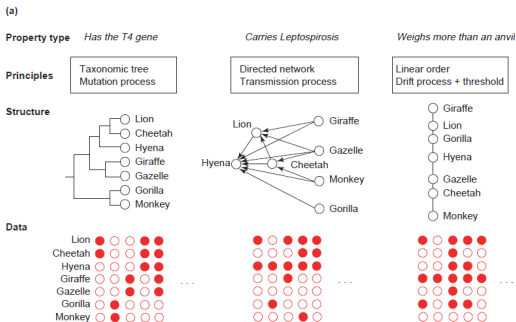 (a)
Property type
Has the T4 gene
Carries Leptospirosis
Weighs more than an anvil
Principles
Taxonomic tree
Mutation process
Directed network
Transmission process
Linear order
Drift process + threshold
Structure
Lion
Cheetah
Hyena
Giraffe
Gazelle
Gorilla
Monkey
Lion
Giraffe
Gazelle
Hyena
Cheetah
Monkey
Gorilla
Giraffe
Lion
Gorilla
Hyena
Gazelle
Cheetah
Monkey
Data
Lion
Cheetah
Hyena
Giraffe
Gazelle
Gorilla
Monkey
. . .
. . .
. . .